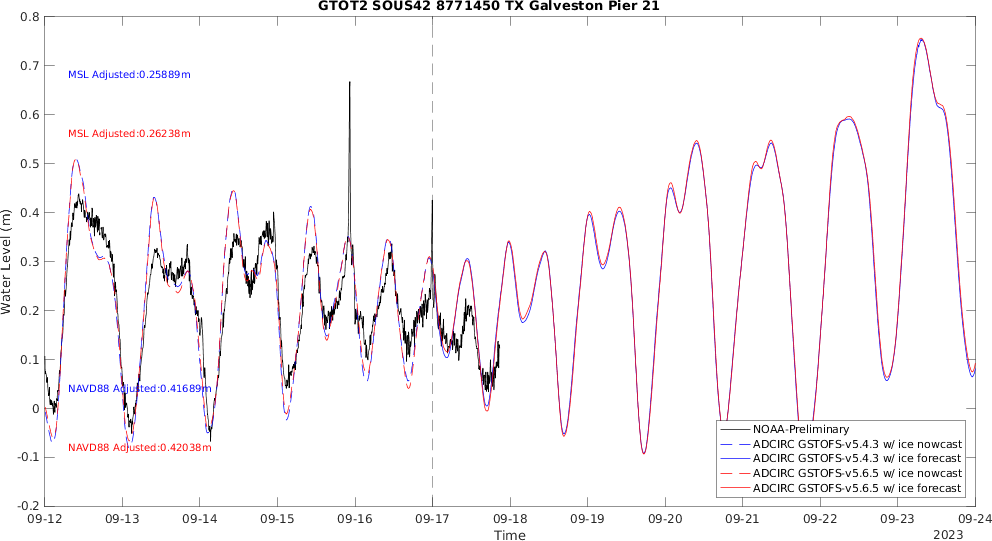 GTOT2 SOUS42 8771450 TX Galveston Pier 21
0.8
0.7
0.6
0.5
0.4
0.3
0.2
0.1
0
-0.1
-0.2
Water Level (m)
MSL Adjusted:0.25889m
MSL Adjusted:0.26238m
NAVD88 Adjusted:0.41689m
NAVD88 Adjusted:0.42038m
NOAA-Preliminary
ADCIRC GSTOFS-v5.4.3 w/ ice nowcast
ADCIRC GSTOFS-v5.4.3 w/ ice forecast
ADCIRC GSTOFS-v5.6.5 w/ ice nowcast
ADCIRC GSTOFS-v5.6.5 w/ ice forecast
09-12 09-13 09-14 09-15 09-16 09-17 09-18 09-19 09-20 09-21 09-22 09-23 09-24
Time
2023